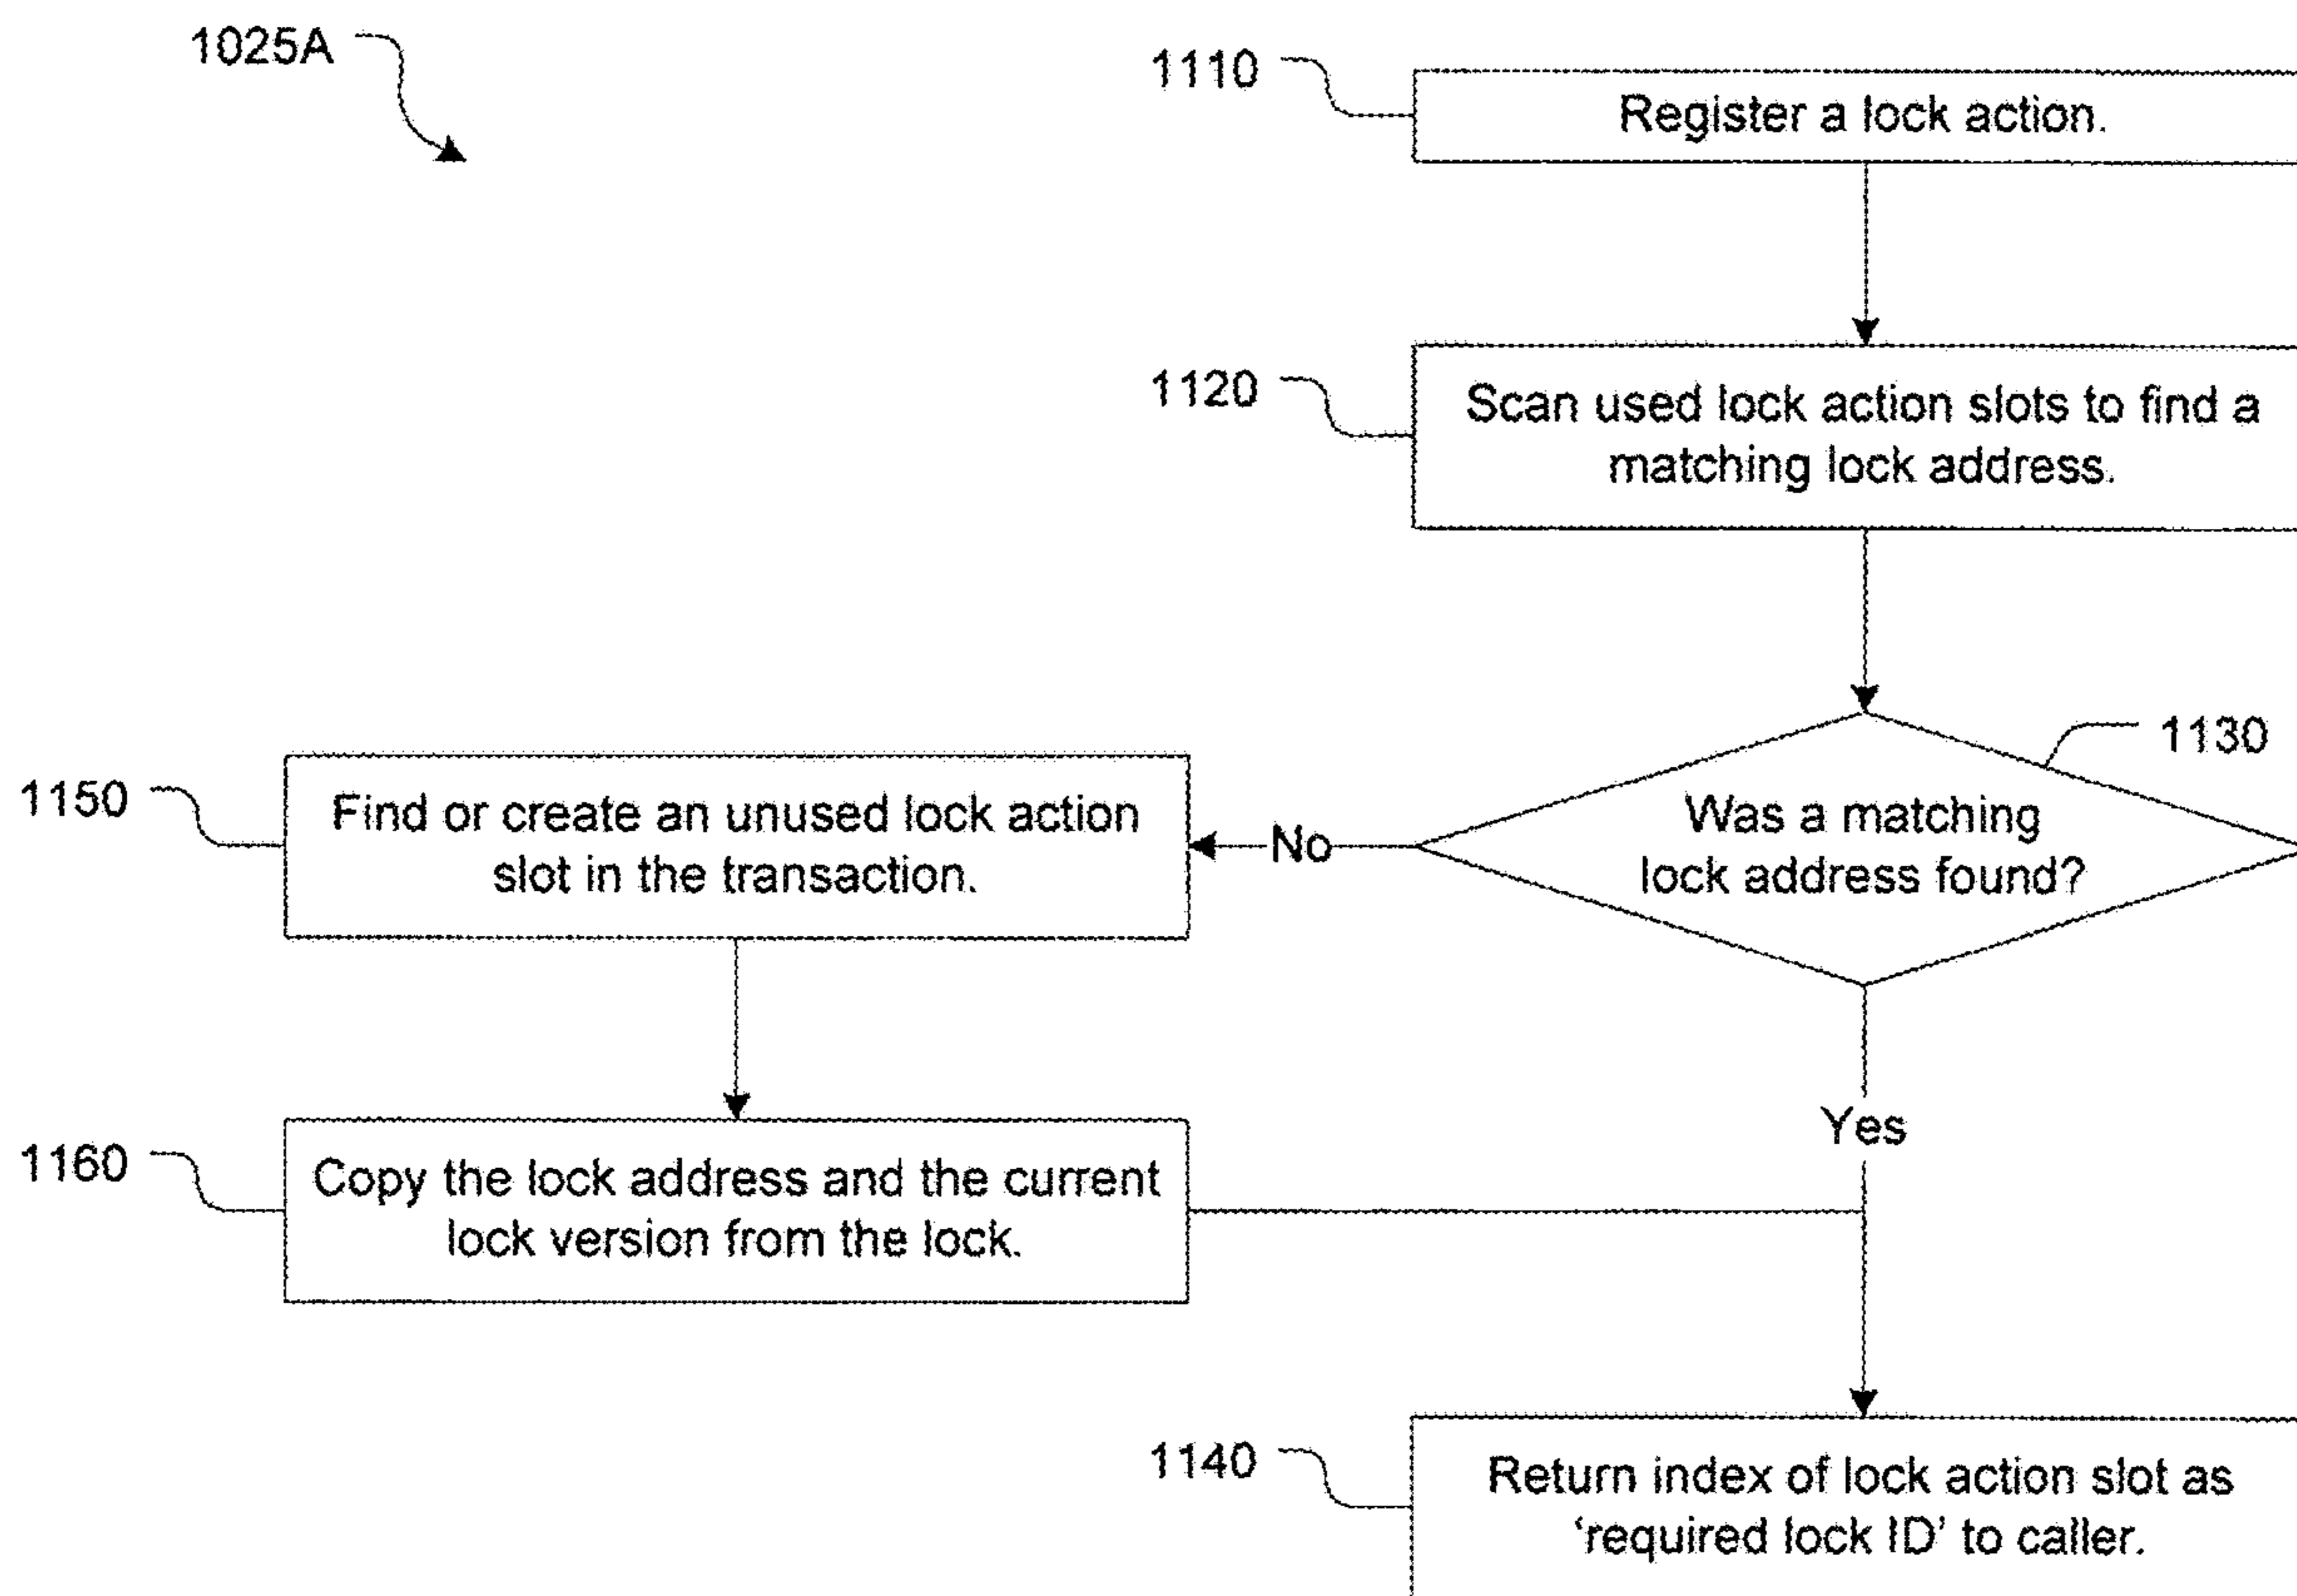 1025A
1110
Register a lock action.
1120
Scan used lock action slots to find a
matching lock address.
1130
Was a matching
lock address found?
No
Yes
1150
Find or create an unused lock action
slot in the transaction.
1160
Copy the lock address and the current
lock version from the lock.
1140
Return index of lock action slot as
‘required lock ID’ to caller.